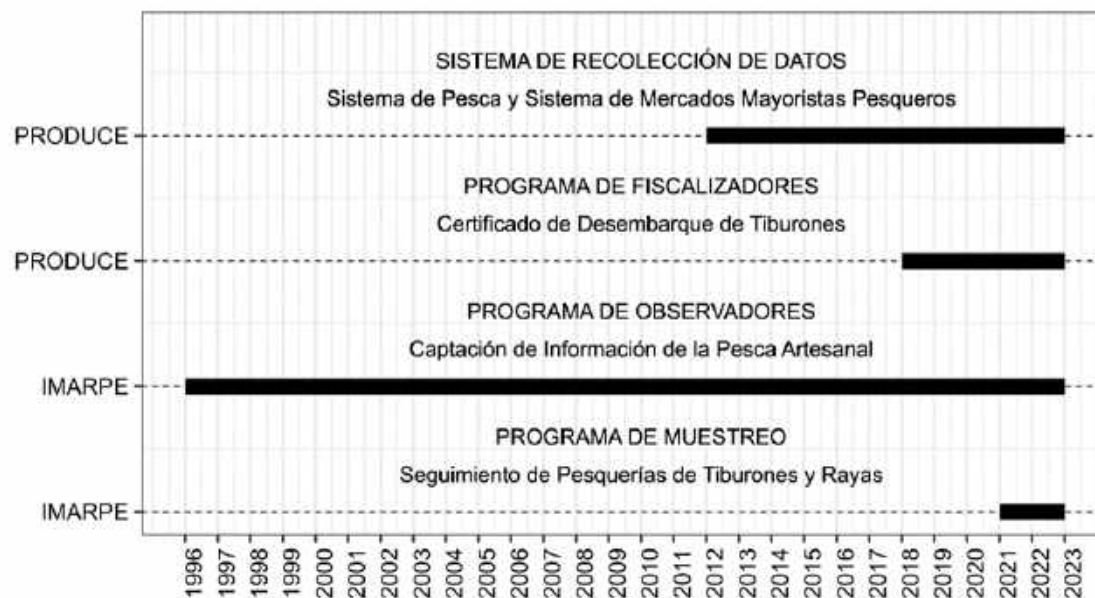 SISTEMA DE RECOLECCIÓN DE DATOS
Sistema de Pesca y Sistema de Mercados Mayoristas Pesqueros
PRODUCE
PROGRAMA DE FISCALIZADORES
Certificado de Desembarque de Tiburones
PRODUCE
PROGRAMA DE OBSERVADORES
Captación de Información de la Pesca Artesanal
IMARPE
PROGRAMA DE MUESTREO
Seguimiento de Pesquerías de Tiburones y Rayas
IMARPE
1996 1997 1998 1999 2000 2001 2002 2003 2004 2005 2006 2007 2008 2009 2010 2011 2012 2013 2014 2015 2016 2017 2018 2019 2020 2021 2022 2023